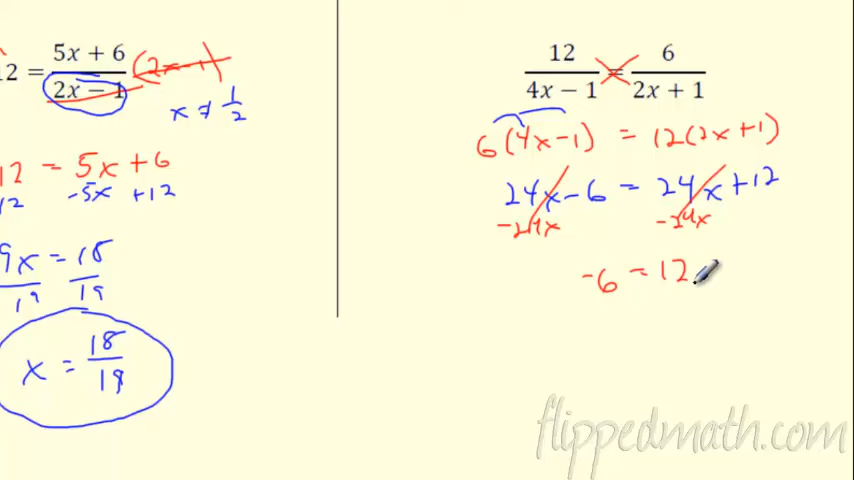 12 = 5x + 6 / 2x − 1 (2x−1)
x ≠ 1/2
12 = 5x + 6
12 -5x +12
9x = 18
19 19
x = 18/19
12 / 4x − 1 = 6 / 2x + 1
6(4x−1) = 12(2x+1)
24x−6 = 24x+12
-24x -24x
-6 = 12
flippedmath.com